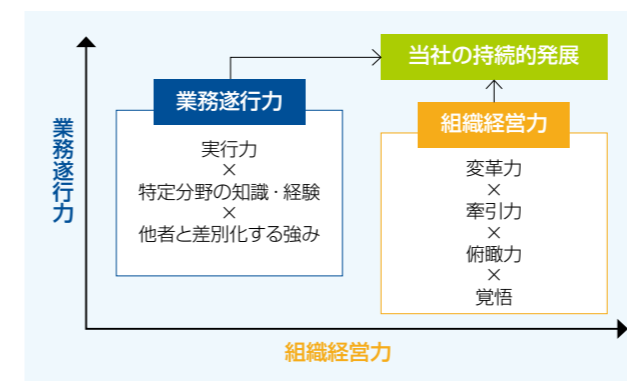 当社の持続的発展
業務遂行力
業務遂行力
実行力
×
特定分野の知識・経験
×
他者と差別化する強み
組織経営力
変革力
×
牽引力
×
俯瞰力
×
覚悟
組織経営力